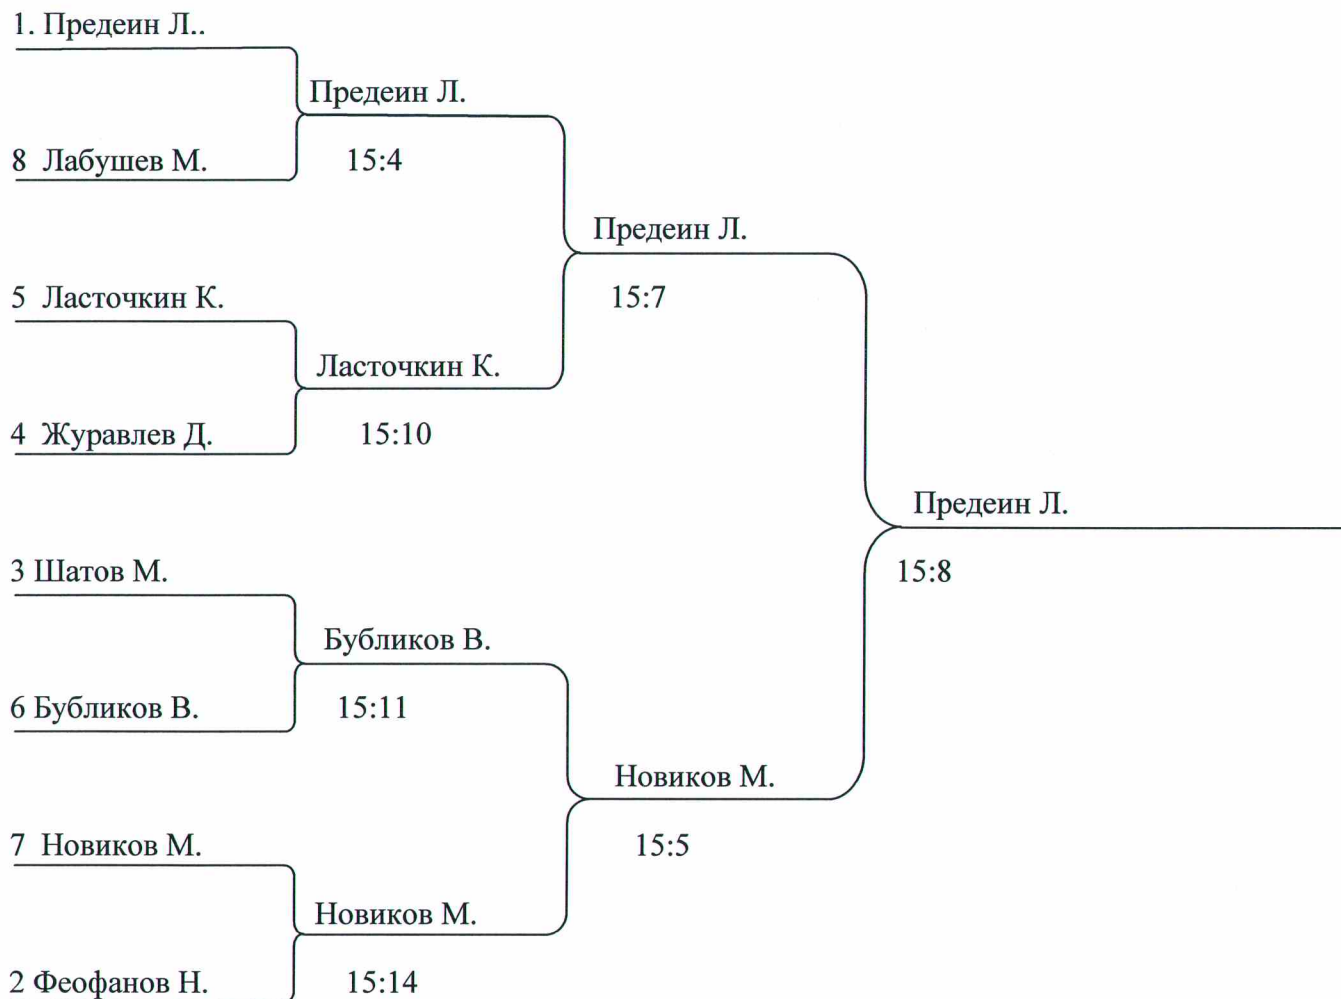 1. Предеин Л..
Предеин Л.
8 Лабушев М.
15:4
Предеин Л.
5 Ласточкин К.
15:7
Ласточкин К.
4 Журавлев Д.
15:10
Предеин Л.
3 Шатов М.
15:8
Бубликов В.
6 Бубликов В.
15:11
Новиков М.
7 Новиков М.
15:5
Новиков М.
2 Феофанов Н.
15:14